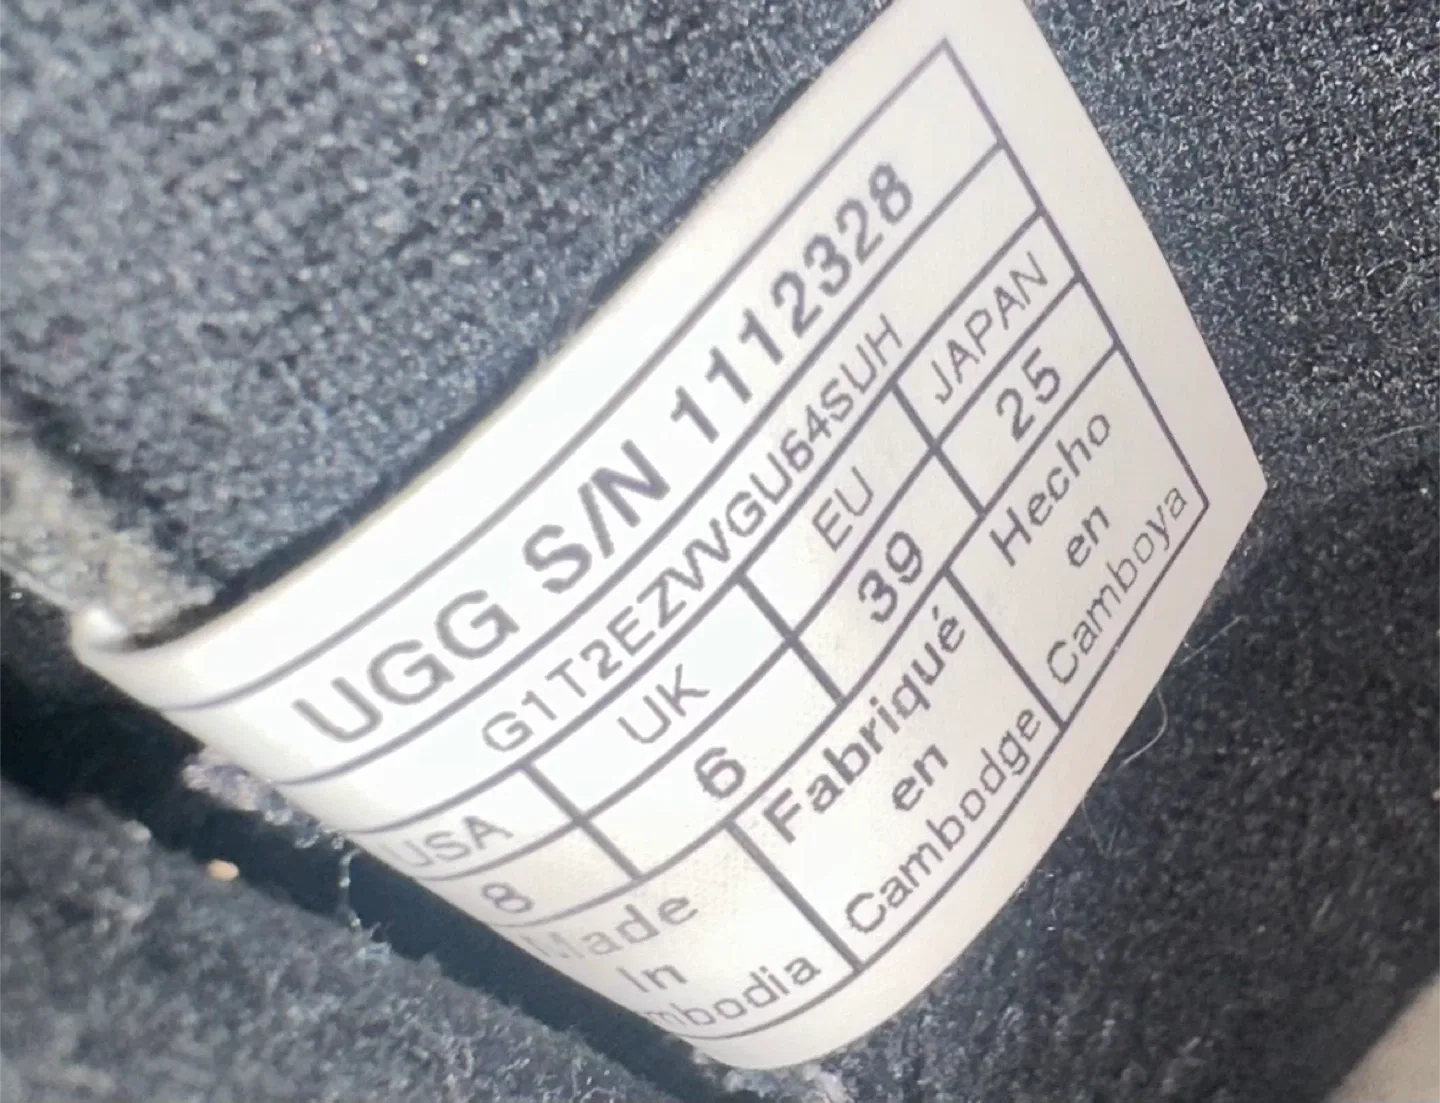 UGG S/N 1112328
G1T2EZVVGU64SUH
USA UK EU JAPAN
8 6 39 25
Made Fabriqué Hecho
In en en
mbodia Cambodge Camboya